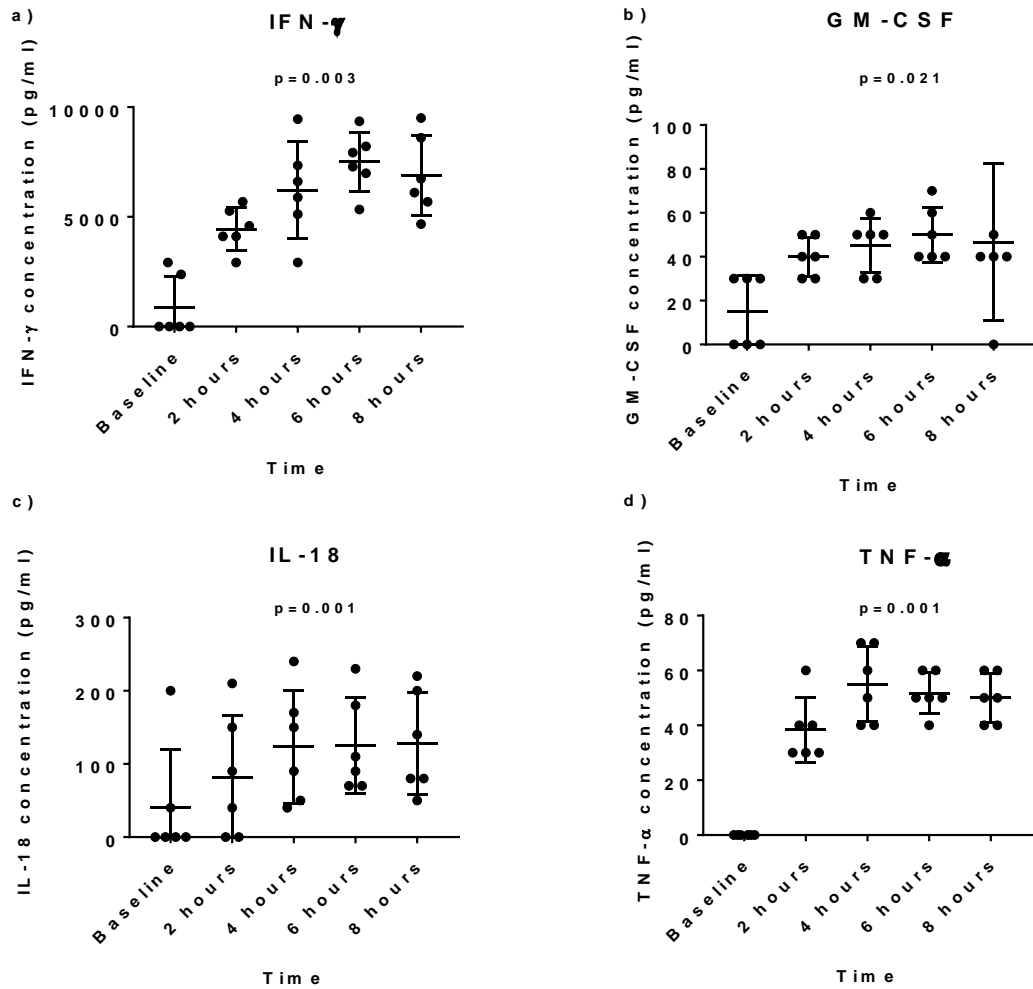 a)
IFN-γ
p=0.003
IFN-γ concentration (pg/ml)
10000
5000
0
Baseline
2 hours
4 hours
6 hours
8 hours
Time
b)
GM-CSF
p=0.021
GM-CSF concentration (pg/ml)
100
80
60
40
20
0
Baseline
2 hours
4 hours
6 hours
8 hours
Time
c)
IL-18
p=0.001
IL-18 concentration (pg/ml)
300
200
100
0
Baseline
2 hours
4 hours
6 hours
8 hours
Time
d)
TNF-α
p=0.001
TNF-α concentration (pg/ml)
80
60
40
20
0
Baseline
2 hours
4 hours
6 hours
8 hours
Time